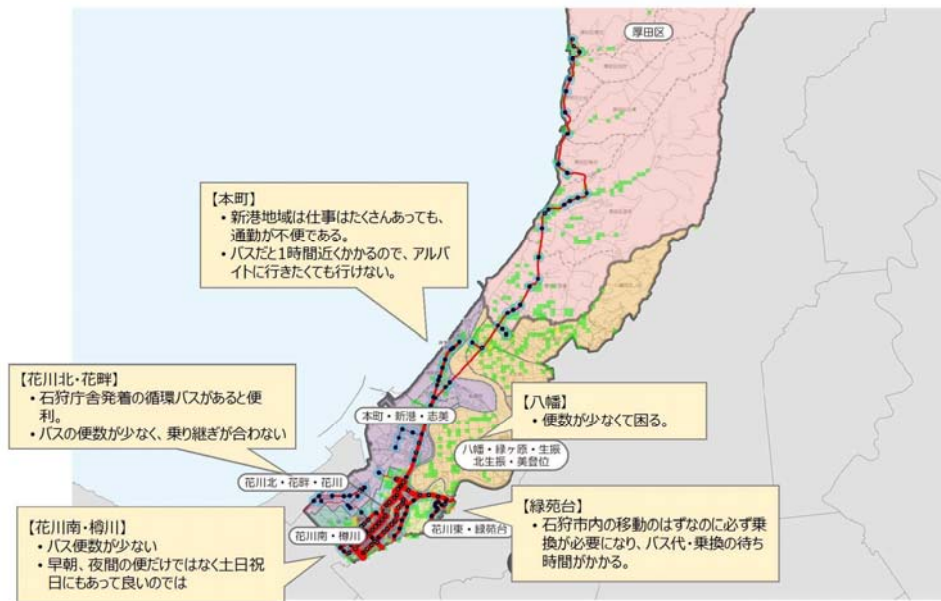 厚田区
【本町】
• 新港地域は仕事はたくさんあっても、
通勤が不便である。
• バスだと1時間近くかかるので、アルバ
イトに行きたくても行けない。
【花川北・花畔】
• 石狩庁舎発着の循環バスがあると便
利。
• バスの便数が少なく、乗り継ぎが合わない
【八幡】
• 便数が少なくて困る。
本町・新港・志美
八幡・緑ヶ原・生振
北生振・美登位
花川北・花畔・花川
【緑苑台】
• 石狩市内の移動のはずなのに必ず乗
換が必要になり、バス代・乗換の待ち
時間がかかる。
花川南・樽川
花川東・緑苑台
【花川南・樽川】
• バス便数が少ない
• 早朝、夜間の便だけではなく土日祝
日にもあって良いのでは